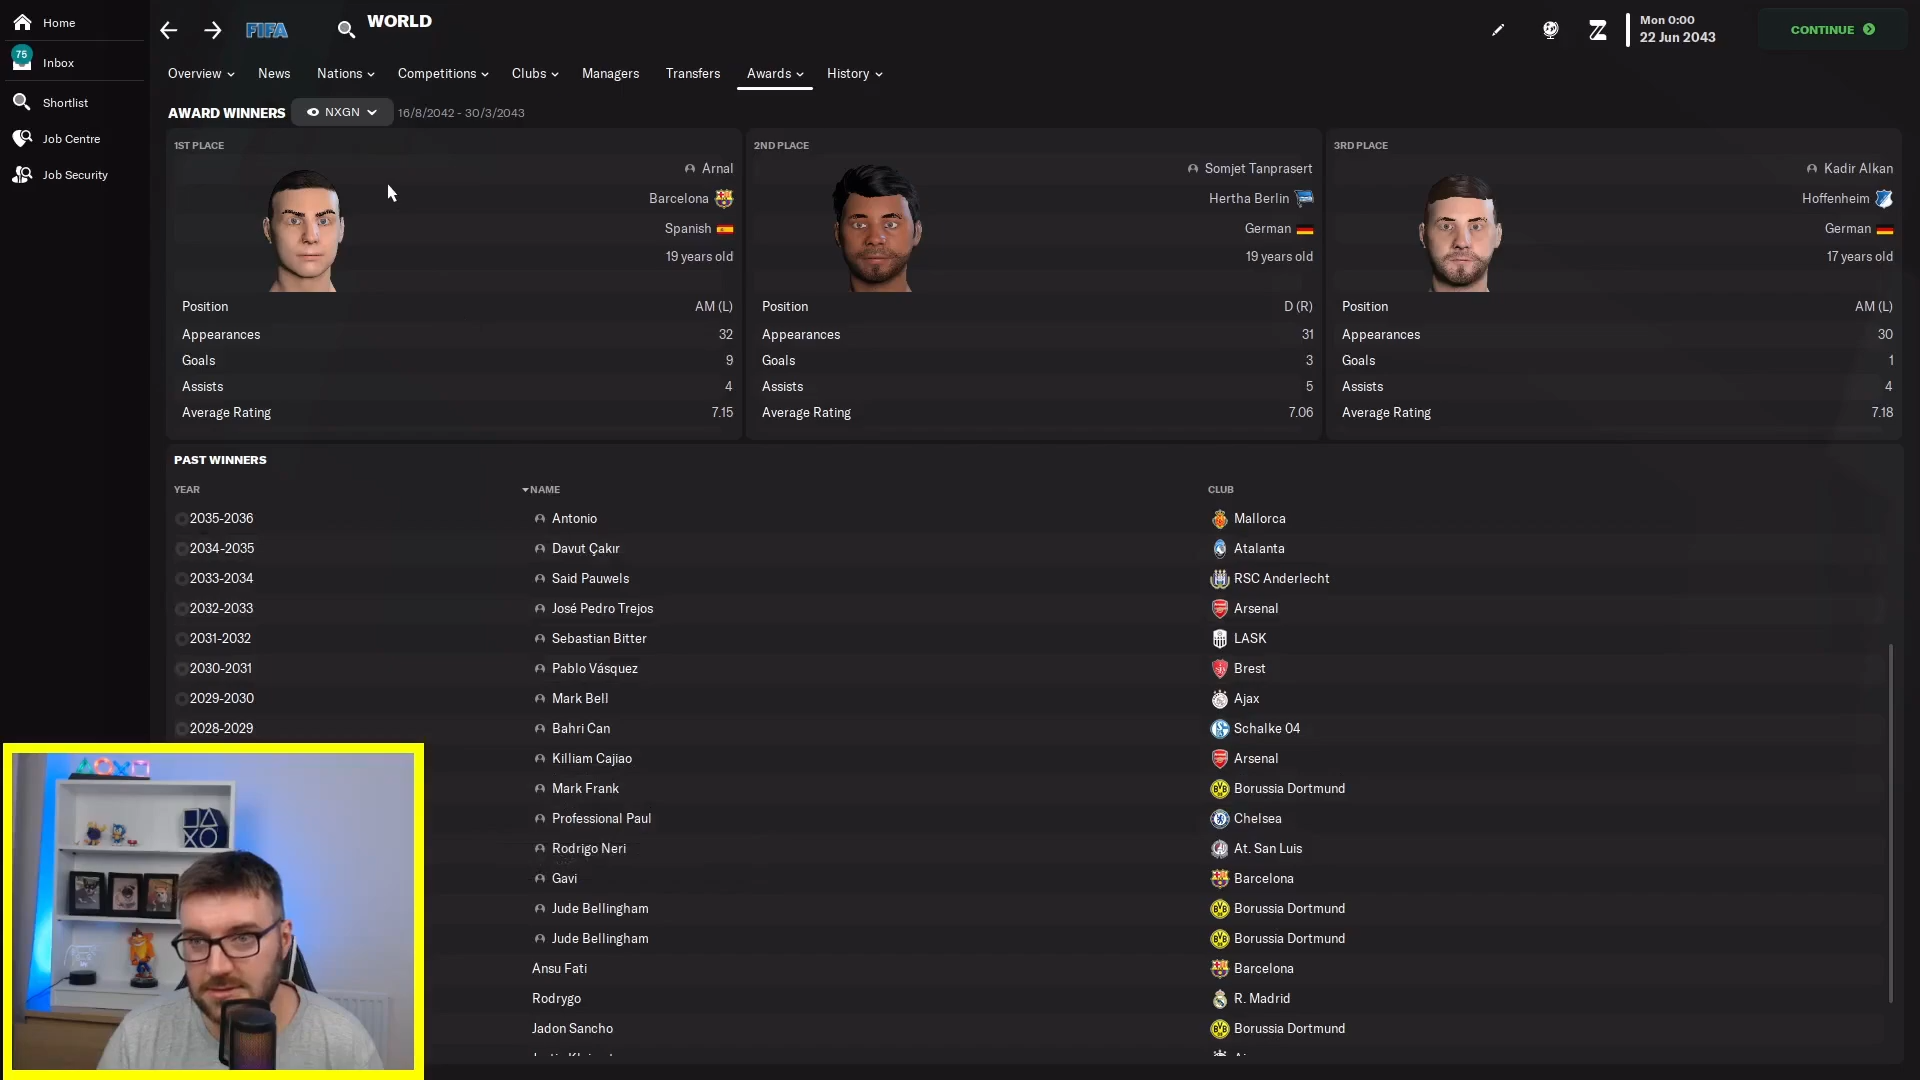 Home
75
Inbox
Shortlist
Job Centre
Job Security
FIFA
WORLD
Mon 0:00
22 Jun 2043
CONTINUE
Overview News Nations Competitions Clubs Managers Transfers Awards History
AWARD WINNERS NXGN 16/8/2042 - 30/3/2043
1ST PLACE
Arnal
Barcelona
Spanish
19 years old
Position AM (L)
Appearances 32
Goals 9
Assists 4
Average Rating 7.15
2ND PLACE
Somjet Tanprasert
Hertha Berlin
German
19 years old
Position D (R)
Appearances 31
Goals 3
Assists 5
Average Rating 7.06
3RD PLACE
Kadir Alkan
Hoffenheim
German
17 years old
Position AM (L)
Appearances 30
Goals 1
Assists 4
Average Rating 7.18
PAST WINNERS
YEAR NAME CLUB
2035-2036 Antonio Mallorca
2034-2035 Davut Çakır Atalanta
2033-2034 Said Pauwels RSC Anderlecht
2032-2033 José Pedro Trejos Arsenal
2031-2032 Sebastian Bitter LASK
2030-2031 Pablo Vásquez Brest
2029-2030 Mark Bell Ajax
2028-2029 Bahri Can Schalke 04
Killiam Cajiao Arsenal
Mark Frank Borussia Dortmund
Professional Paul Chelsea
Rodrigo Neri At. San Luis
Gavi Barcelona
Jude Bellingham Borussia Dortmund
Jude Bellingham Borussia Dortmund
Ansu Fati Barcelona
Rodrygo R. Madrid
Jadon Sancho Borussia Dortmund